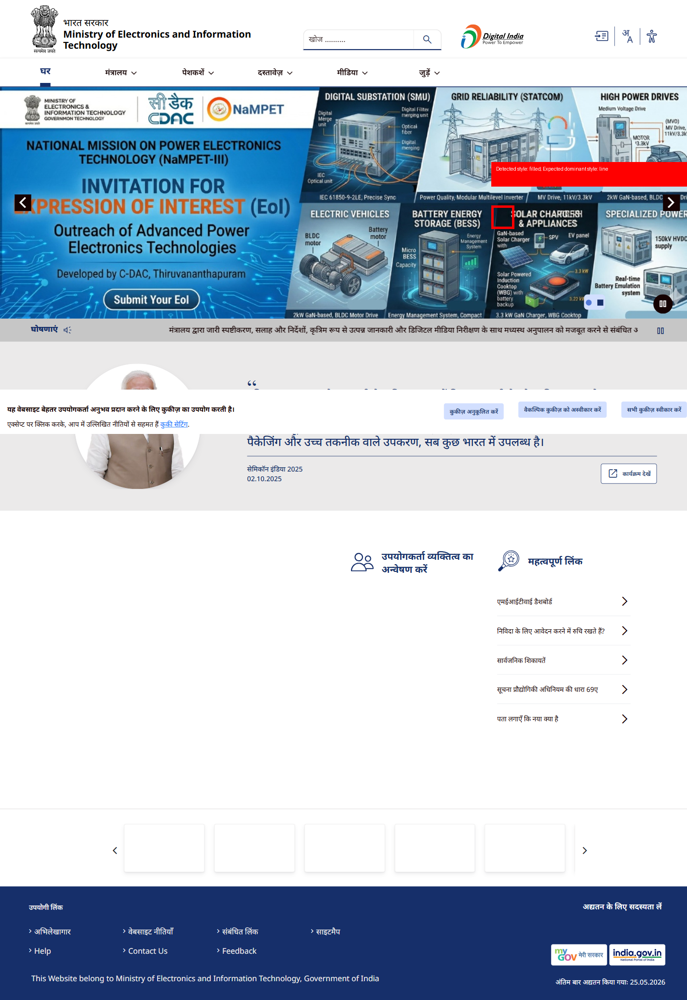 भारत सरकार
Ministry of Electronics and Information
Technology
सत्यमेव जयते
खोज ..........
Digital India
Power To Empower
अ
A
घर
मंत्रालय
पेशकशें
दस्तावेज़
मीडिया
जुड़ें
MINISTRY OF
ELECTRONICS &
INFORMATION TECHNOLOGY
GOVERNMON TECHNOLOGY
सी डैक
CDAC
NaMPET
NATIONAL MISSION ON POWER ELECTRONICS
TECHNOLOGY (NaMPET-III)
INVITATION FOR
XPRESSION OF INTEREST (EoI)
Outreach of Advanced Power
Electronics Technologies
Developed by C-DAC, Thiruvananthapuram
Submit Your EoI
DIGITAL SUBSTATION (SMU)
Digital
Merge
unit
Digital Fillter
merging unit
Optical
fiber
Digital
merging
IEC
Optical unit
IEC 61850-9-2LE, Precise Sync
GRID RELIABILITY (STATCOM)
Power Quality, Modular Multilevel inverter
HIGH POWER DRIVES
Medium Voltage Drive
(MVO)
MV Drive,
11kV/3.3k
MOTOR
'3.3kV
Detected style: filled; Expected dominant style: line
MV Drive, 11kV/3.3kV
2kW GaN-based, BLDC
Dri
ELECTRIC VEHICLES
BLDC
motor
Battery
motor
2kW GaN-based, BLDC Motor Drive
BATTERY ENERGY
STORAGE (BESS)
Energy
Management
System
Micro
BESS
Capacity
Energy Management System, Compact
SOLAR CHARGER
& APPLIANCES
GaN-based
Solar Charger
with
SPV
EV panel
Solar Powered
Induction
Cooktop
(WBG) with
battery
backup
3.3 kW
3.22 kW
3.3 kW GaN Charger, WBG Cooktop
SPECIALIZED POWER
150kV HVDC
supply
Real-time
Battery Emulation
system
घोषणाएं
मंत्रालय द्वारा जारी स्पष्टीकरण, सलाह और निर्देशों, कृत्रिम रूप से उत्पन्न जानकारी और डिजिटल मीडिया निरीक्षण के साथ मध्यस्थ अनुपालन को मजबूत करने से संबंधित अ
“
यह वेबसाइट बेहतर उपयोगकर्ता अनुभव प्रदान करने के लिए कुकीज़ का उपयोग करती है।
एक्सेप्ट पर क्लिक करके, आप में उल्लिखित नीतियों से सहमत हैं कुकी सेटिंग.
कुकीज़ अनुकूलित करें
वैकल्पिक कुकीज़ को अस्वीकार करें
सभी कुकीज़ स्वीकार करें
पैकेजिंग और उच्च तकनीक वाले उपकरण, सब कुछ भारत में उपलब्ध है।
सेमिकॉन इंडिया 2025
02.10.2025
कार्यक्रम देखें
उपयोगकर्ता व्यक्तित्व का
अन्वेषण करें
महत्वपूर्ण लिंक
एमईआईटीवाई डैशबोर्ड
निविदा के लिए आवेदन करने में रुचि रखते हैं?
सार्वजनिक शिकायतें
सूचना प्रौद्योगिकी अधिनियम की धारा 69ए
पता लगाएँ कि नया क्या है
उपयोगी लिंक
अद्यतन के लिए सदस्यता लें
अभिलेखागार
वेबसाइट नीतियाँ
संबंधित लिंक
साइटमैप
Help
Contact Us
Feedback
my
GOV मेरी सरकार
india.gov.in
National Portal of India
This Website belong to Ministry of Electronics and Information Technology, Government of India
अंतिम बार अद्यतन किया गया: 25.05.2026